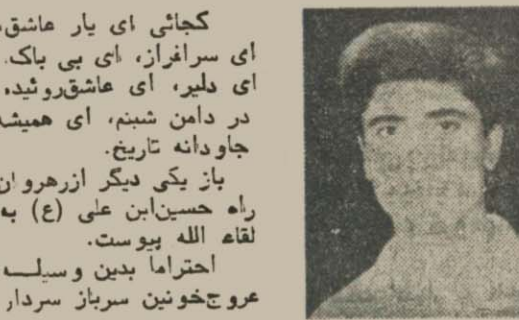 کجائی ای یار عاشق،
ای سرافراز، ای بی باک.
ای دلیر، ای عاشق‌روئیده
در دامن شبنم، ای همیشه
جاودانه تاریخ.
باز یکی دیگر ازرهروان
راه حسین‌ابن علی (ع) به
لقاء الله پیوست.
احتراما بدین وسیلــه
عروج‌خونین سرباز سردار